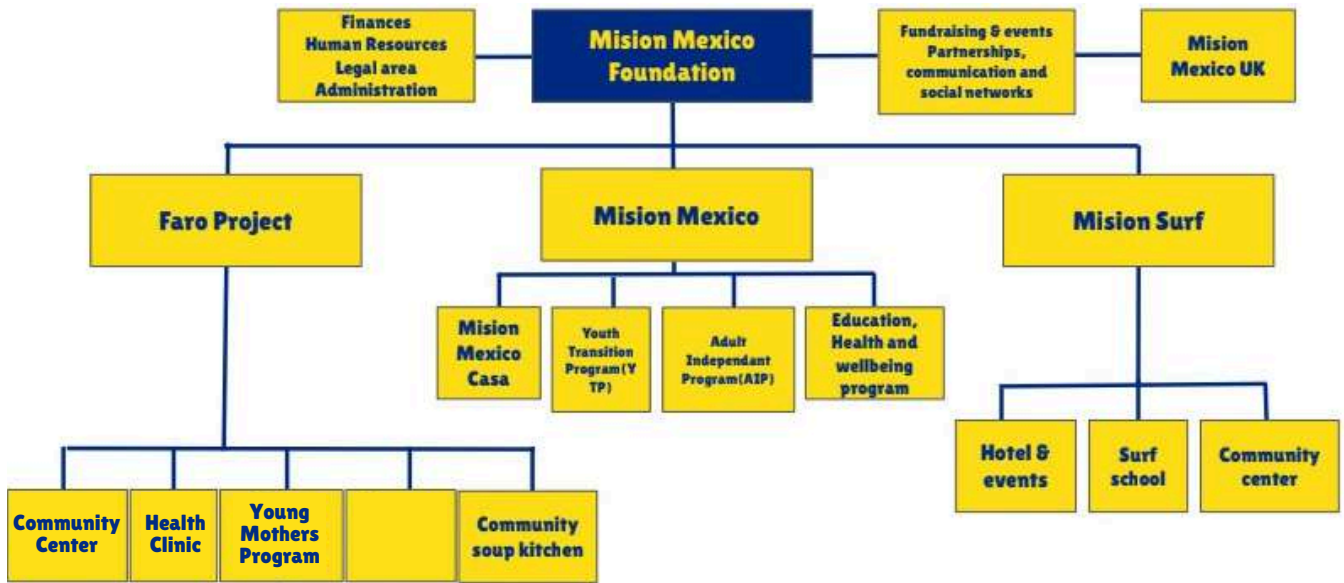 Finances
Human Resources
Legal area
Administration
Mision Mexico
Foundation
Fundraising & events
Partnerships,
communication and
social networks
Mision
Mexico UK
Faro Project
Mision Mexico
Mision Surf
Mision
Mexico
Casa
Youth
Transition
Program(Y
TP)
Adult
Independant
Program(AIP)
Education,
Health and
wellbeing
program
Hotel &
events
Surf
school
Community
center
Community
Center
Health
Clinic
Young
Mothers
Program
Community
soup kitchen